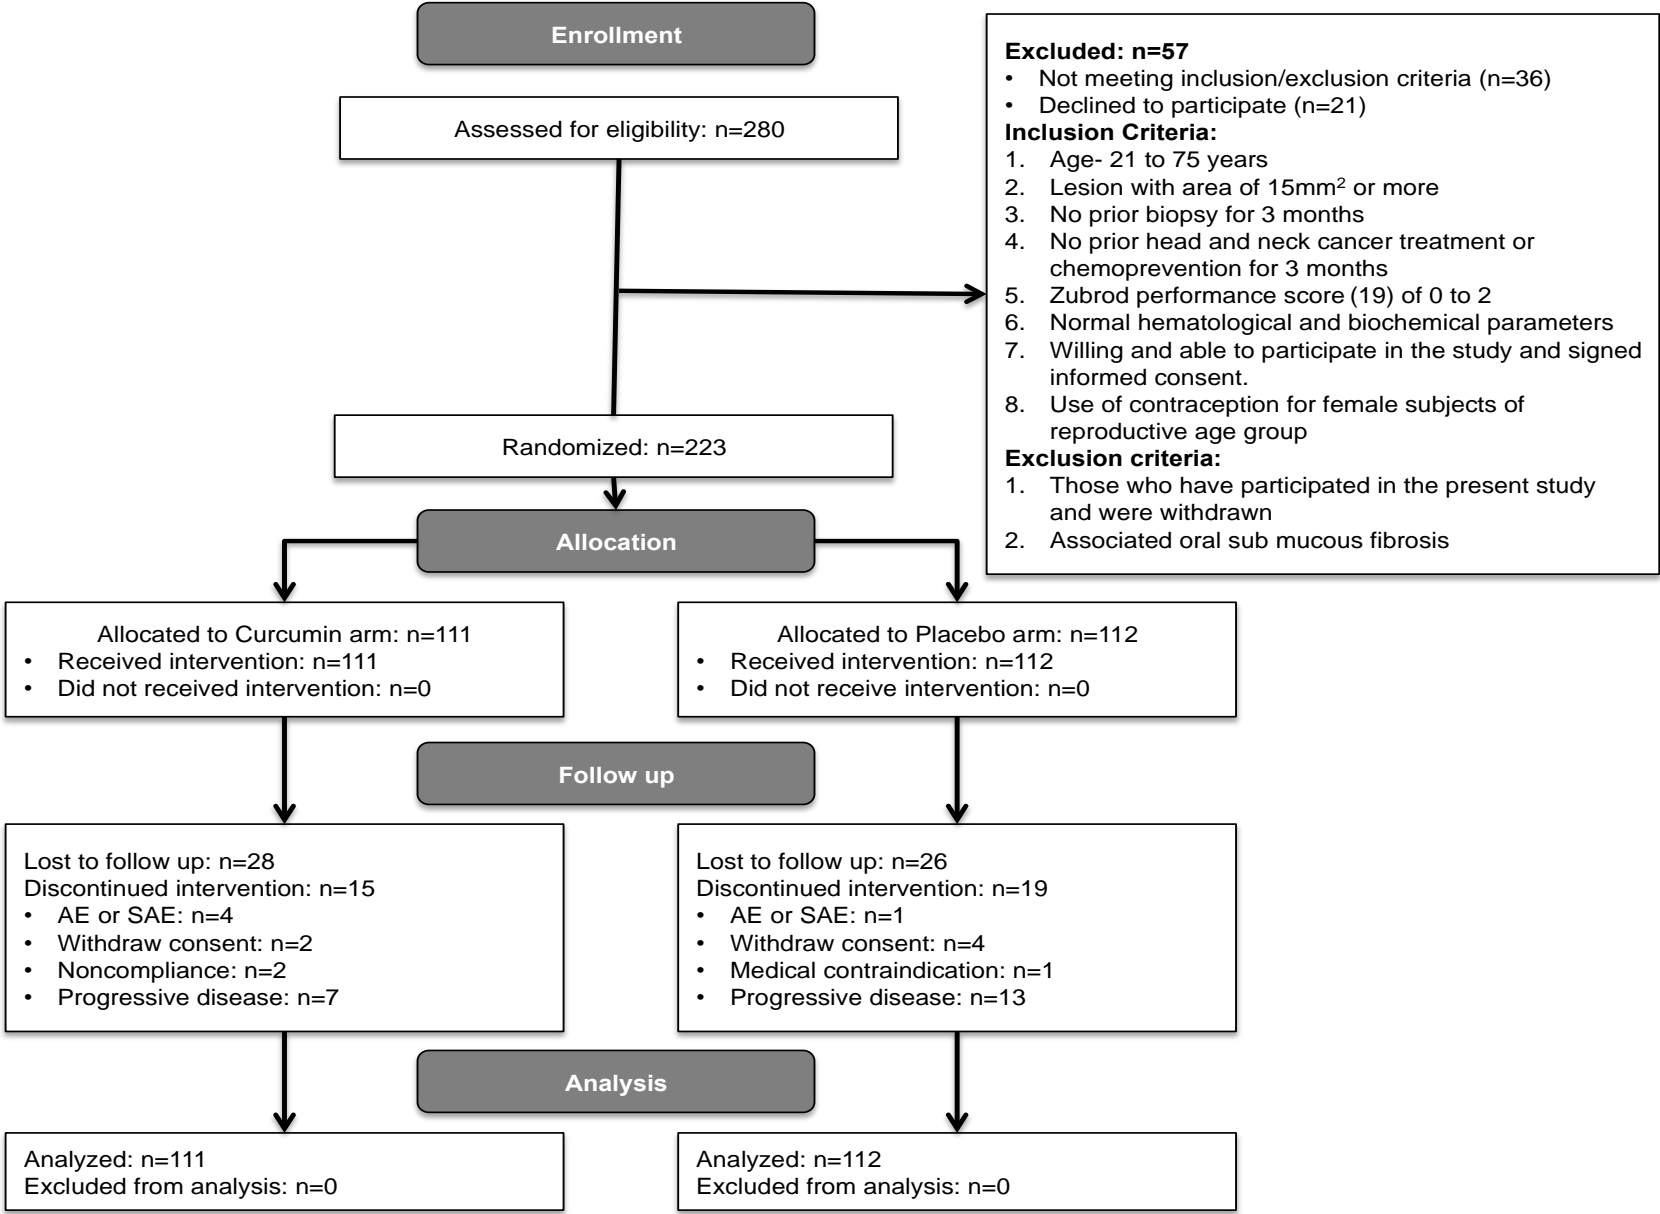 Enrollment
Assessed for eligibility: n=280
Excluded: n=57
• Not meeting inclusion/exclusion criteria (n=36)
• Declined to participate (n=21)
Inclusion Criteria:
1. Age- 21 to 75 years
2. Lesion with area of 15mm² or more
3. No prior biopsy for 3 months
4. No prior head and neck cancer treatment or
chemoprevention for 3 months
5. Zubrod performance score (19) of 0 to 2
6. Normal hematological and biochemical parameters
7. Willing and able to participate in the study and signed
informed consent.
8. Use of contraception for female subjects of
reproductive age group
Exclusion criteria:
1. Those who have participated in the present study
and were withdrawn
2. Associated oral sub mucous fibrosis
Randomized: n=223
Allocation
Allocated to Curcumin arm: n=111
• Received intervention: n=111
• Did not received intervention: n=0
Allocated to Placebo arm: n=112
• Received intervention: n=112
• Did not receive intervention: n=0
Follow up
Lost to follow up: n=28
Discontinued intervention: n=15
• AE or SAE: n=4
• Withdraw consent: n=2
• Noncompliance: n=2
• Progressive disease: n=7
Lost to follow up: n=26
Discontinued intervention: n=19
• AE or SAE: n=1
• Withdraw consent: n=4
• Medical contraindication: n=1
• Progressive disease: n=13
Analysis
Analyzed: n=111
Excluded from analysis: n=0
Analyzed: n=112
Excluded from analysis: n=0